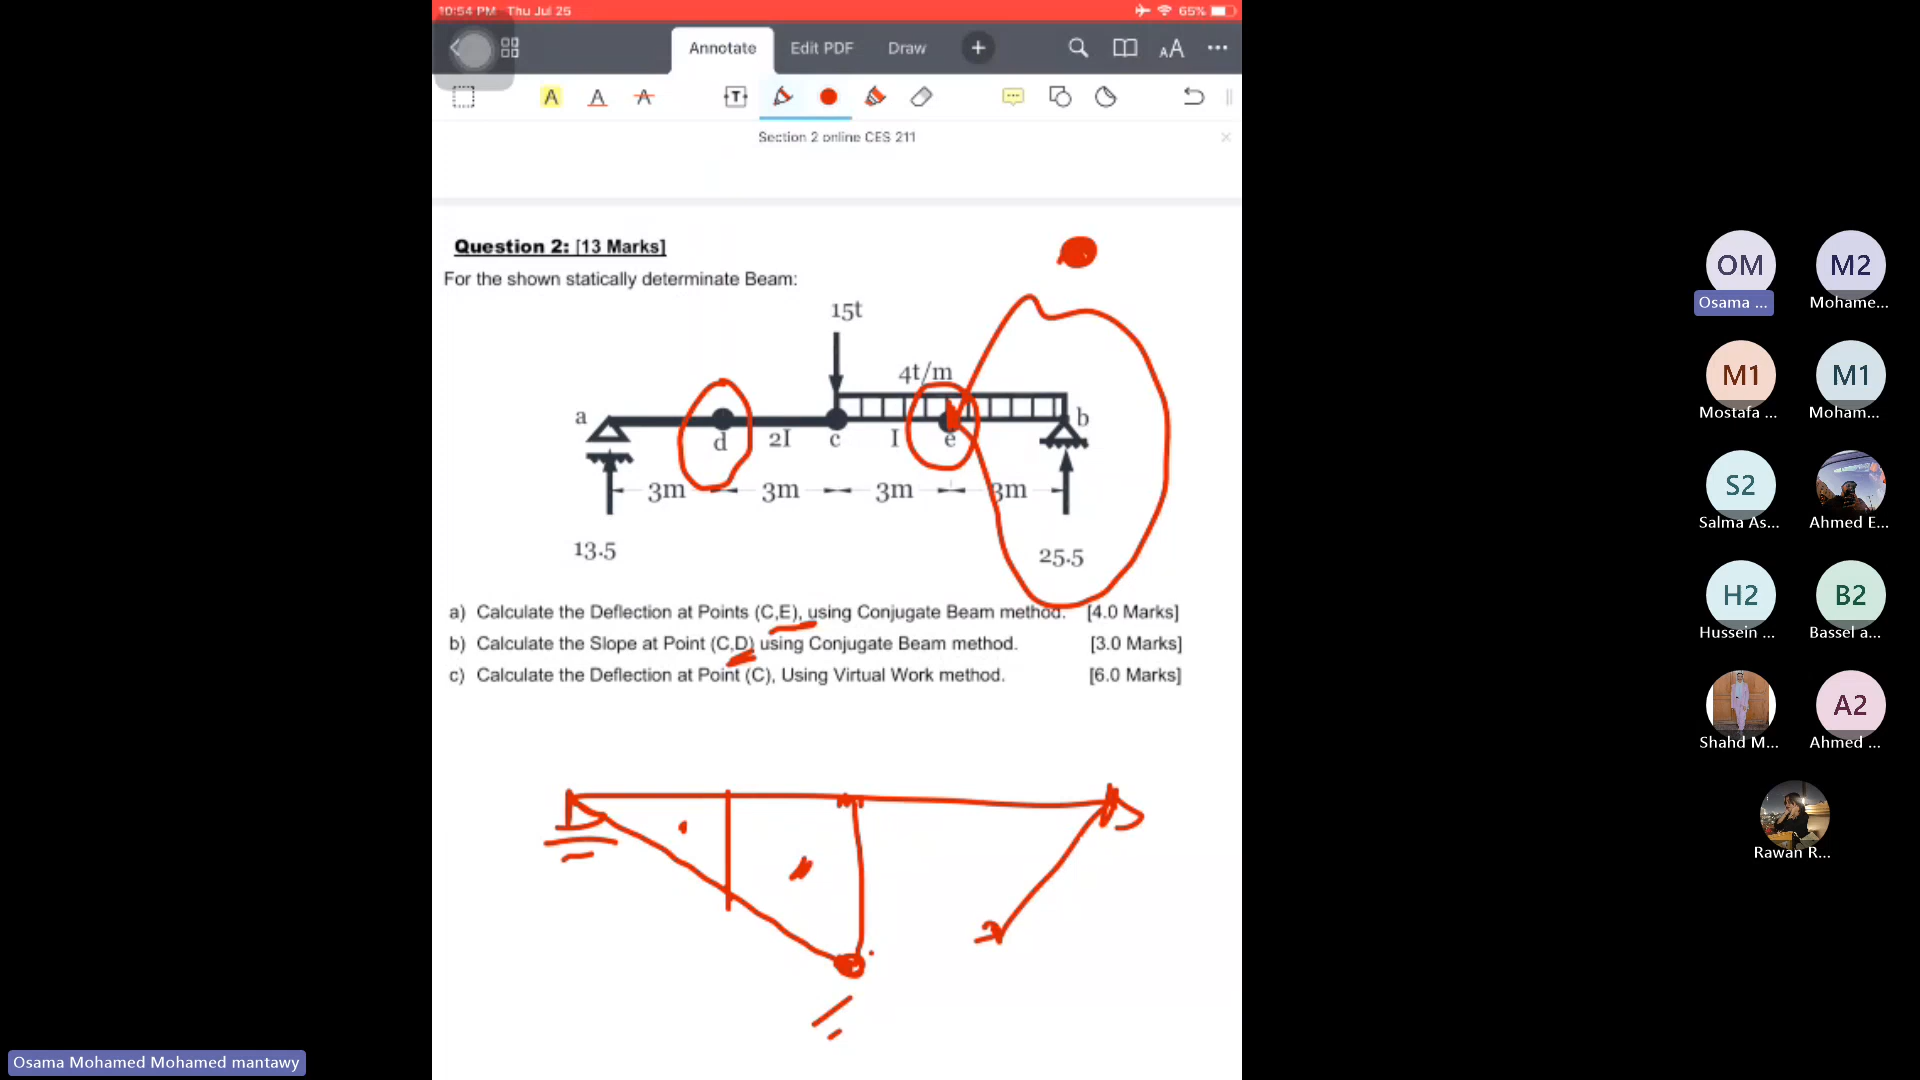 10:54 PM Thu Jul 25
65%
Annotate Edit PDF Draw
Section 2 online CES 211
Question 2: [13 Marks]
For the shown statically determinate Beam:
15t
4t/m
a b
d 2I c I e
3m 3m 3m 3m
13.5 25.5
a) Calculate the Deflection at Points (C,E), using Conjugate Beam method. [4.0 Marks]
b) Calculate the Slope at Point (C,D) using Conjugate Beam method. [3.0 Marks]
c) Calculate the Deflection at Point (C), Using Virtual Work method. [6.0 Marks]
OM M2
Osama ... Mohame...
M1 M1
Mostafa ... Moham...
S2
Salma As... Ahmed E...
H2 B2
Hussein ... Bassel a...
A2
Shahd M... Ahmed ...
Rawan R...
Osama Mohamed Mohamed mantawy